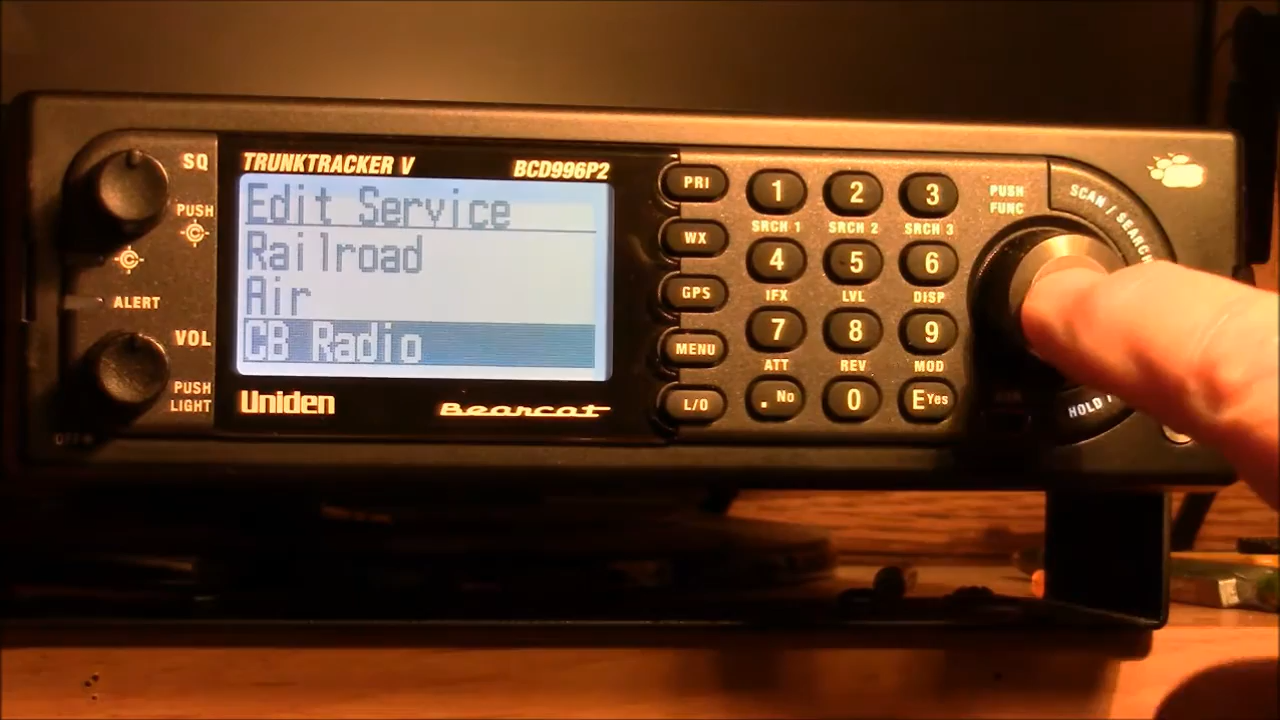 SQ
PUSH
ALERT
VOL
PUSH
LIGHT
OFF
TRUNKTRACKER V
BCD996P2
Edit Service
Railroad
Air
CB Radio
Uniden
Bearcat
PRI
WX
GPS
MENU
L/O
1
2
3
SRCH 1
SRCH 2
SRCH 3
4
5
6
IFX
LVL
DISP
7
8
9
ATT
REV
MOD
. No
0
E Yes
PUSH
FUNC
SCAN / SEARCH
HOLD